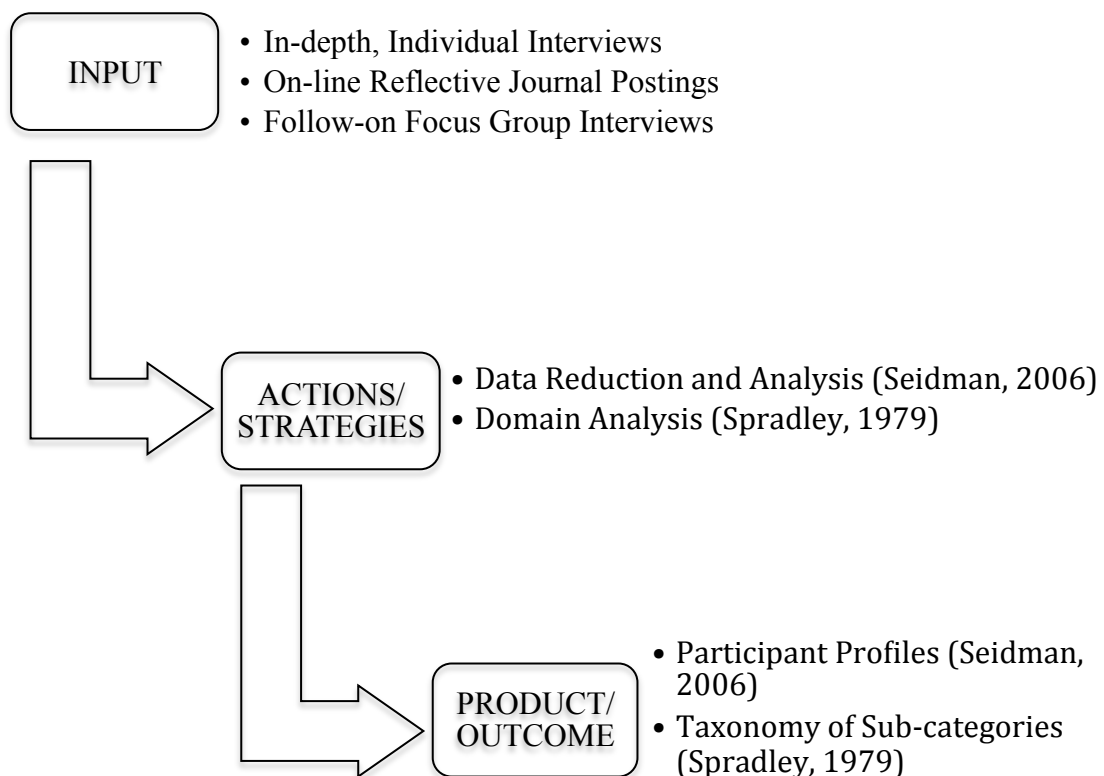 INPUT
• In-depth, Individual Interviews
• On-line Reflective Journal Postings
• Follow-on Focus Group Interviews
ACTIONS/
STRATEGIES
• Data Reduction and Analysis (Seidman, 2006)
• Domain Analysis (Spradley, 1979)
PRODUCT/
OUTCOME
• Participant Profiles (Seidman,
2006)
• Taxonomy of Sub-categories
(Spradley, 1979)